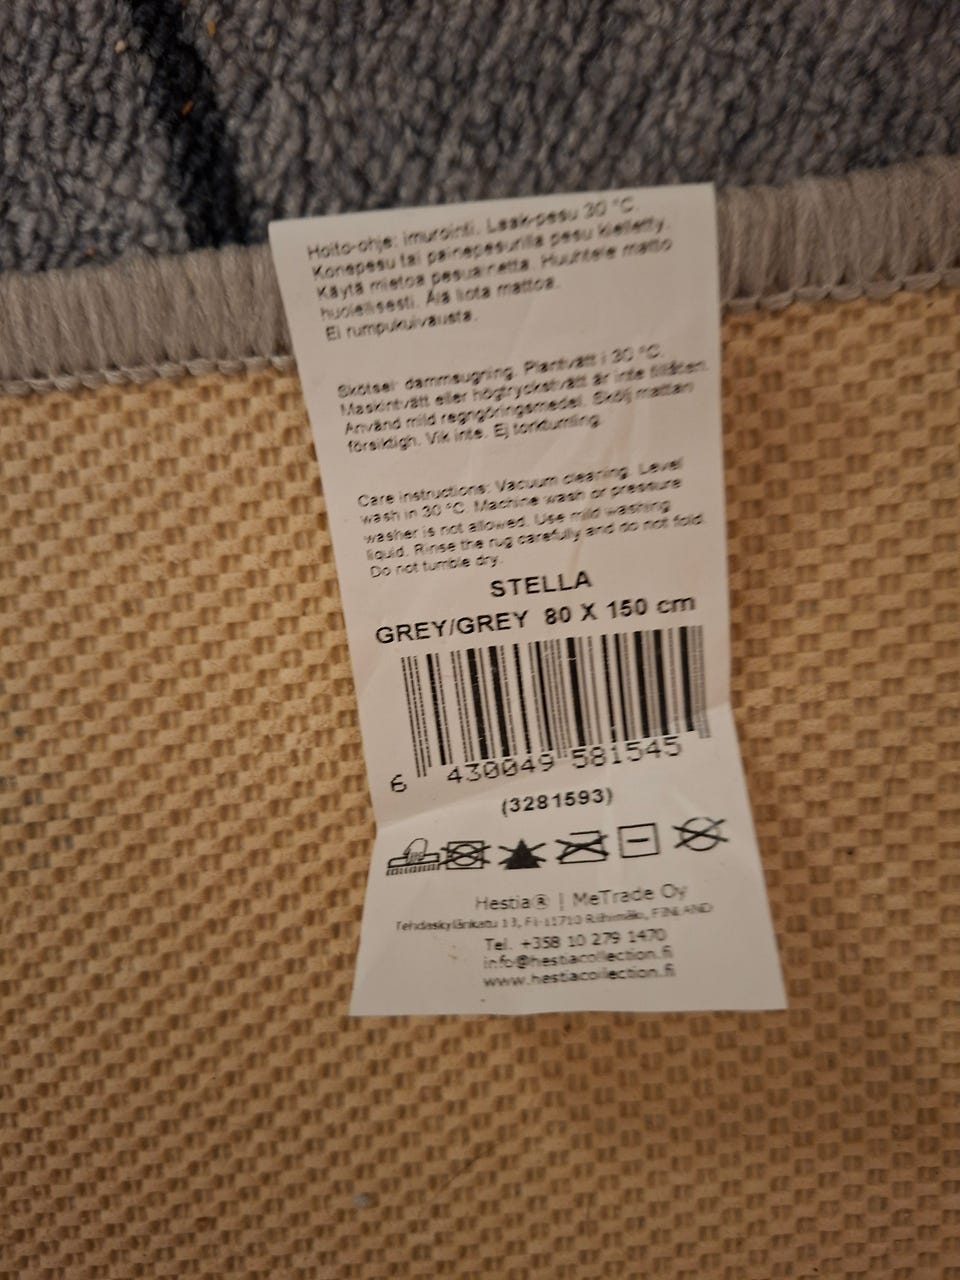 Hoito-ohje: imurointi. Laakapesu 30 °C.
Konepesu tai painepesurilla pesu kielletty.
Käytä mietoa pesuainetta. Huuhtele matto
huolellisesti. Älä liota mattoa.
Ei rumpukuivausta.
Skötsel: dammsugning. Plantvätt i 30 °C.
Maskintvätt eller högtryckstvätt är inte tillåten.
Använd mild regngöringsmedel. Skölj mattan
försiktigh. Vik inte. Ej torktumling.
Care instructions: Vacuum cleaning. Level
wash in 30 °C. Machine wash or pressure
washer is not allowed. Use mild washing
liquid. Rinse the rug carefully and do not fold.
Do not tumble dry.
STELLA
GREY/GREY 80 X 150 cm
6 430049 581545
(3281593)
Hestia® | MeTrade Oy
Tehdaskylänkatu 13, FI-11710 Riihimäki, FINLAND
Tel. +358 10 279 1470
info@hestiacollection.fi
www.hestiacollection.fi